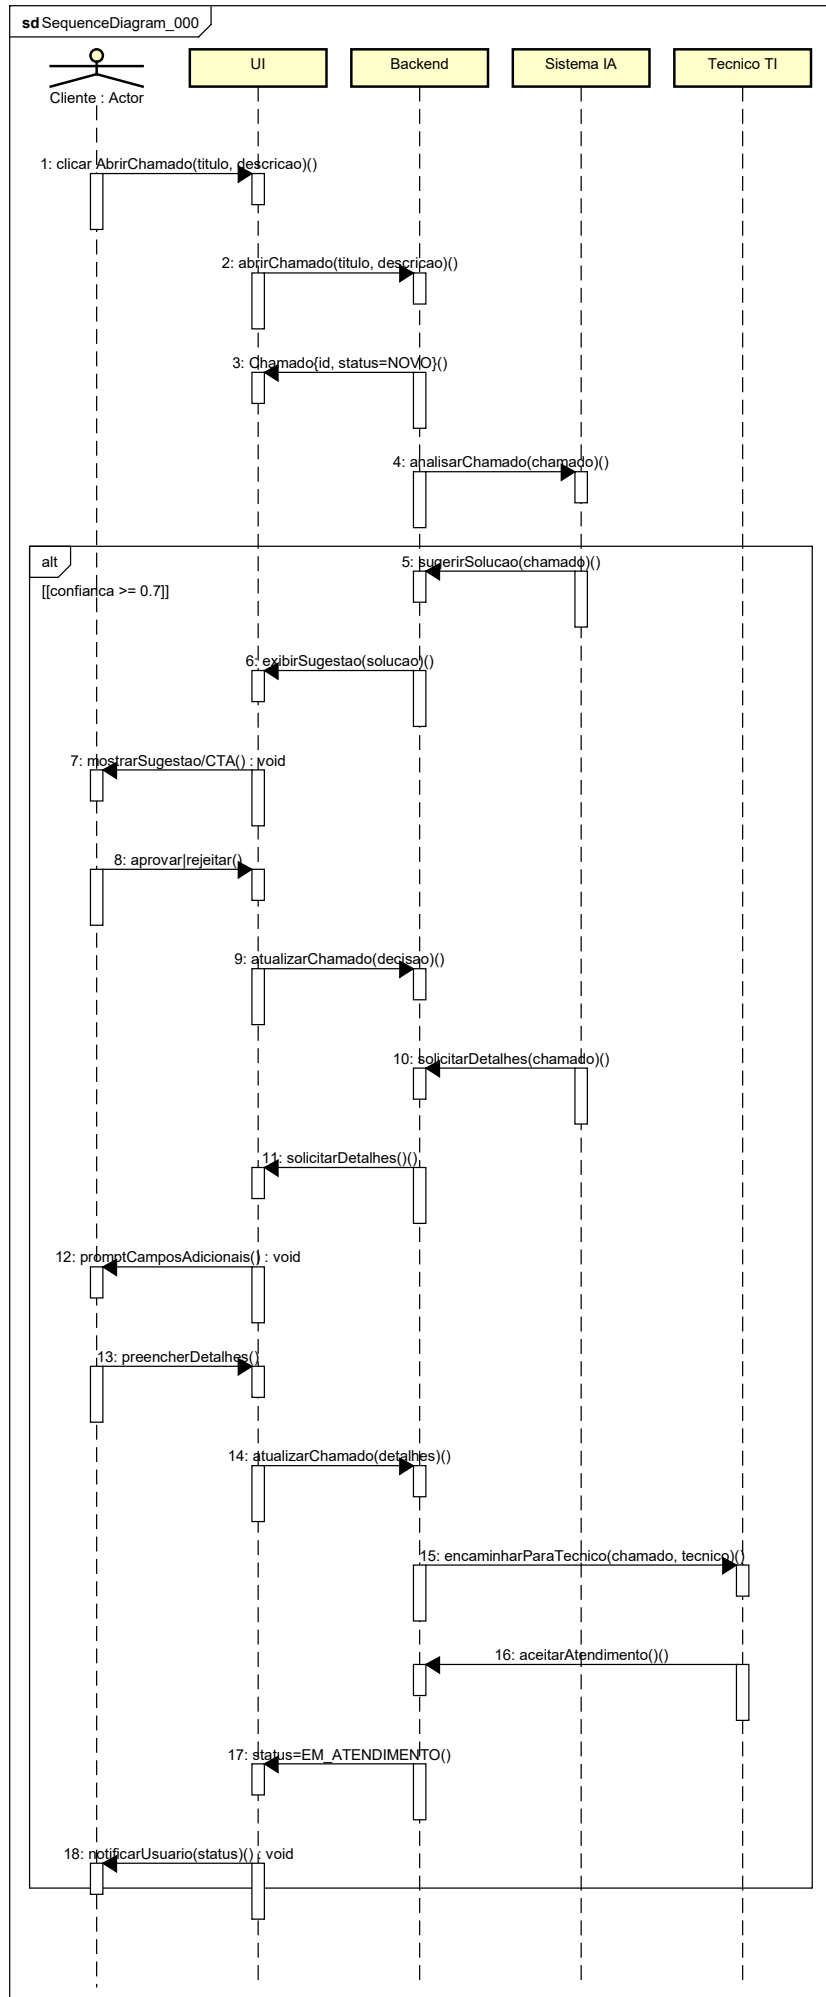 sd SequenceDiagram_000
Cliente : Actor
UI
Backend
Sistema IA
Tecnico TI
1: clicar AbrirChamado(titulo, descricao)()
2: abrirChamado(titulo, descricao)()
3: Chamado{id, status=NOVO}()
4: analisarChamado(chamado)()
alt
5: sugerirSolucao(chamado)()
[[confianca >= 0.7]]
6: exibirSugestao(solucao)()
7: mostrarSugestao/CTA() : void
8: aprovar|rejeitar()
9: atualizarChamado(decisao)()
10: solicitarDetalhes(chamado)()
11: solicitarDetalhes()()
12: promptCamposAdicionais() : void
13: preencherDetalhes()
14: atualizarChamado(detalhes)()
15: encaminharParaTecnico(chamado, tecnico)()
16: aceitarAtendimento()()
17: status=EM_ATENDIMENTO()
18: notificarUsuario(status)() : void